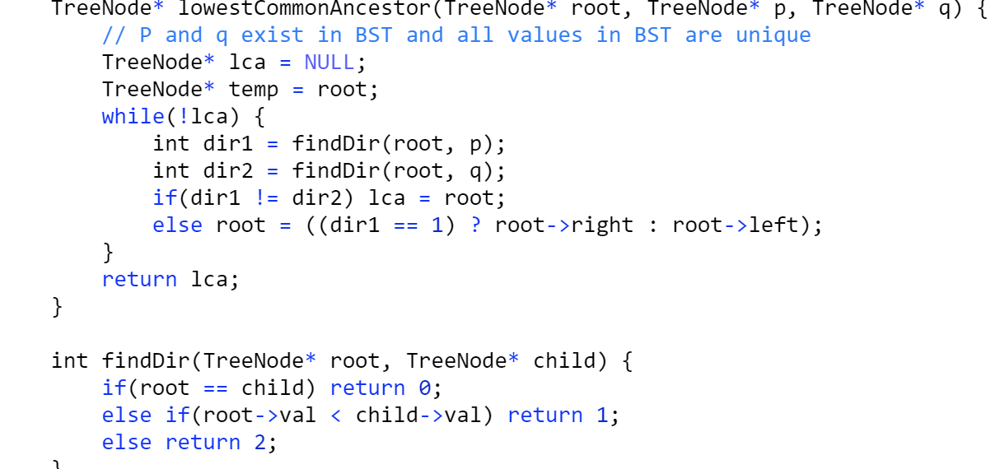 TreeNode* lowestCommonAncestor(TreeNode* root, TreeNode* p, TreeNode* q) {
// P and q exist in BST and all values in BST are unique
TreeNode* lca = NULL;
TreeNode* temp = root;
while(!lca) {
int dir1 = findDir(root, p);
int dir2 = findDir(root, q);
if(dir1 != dir2) lca = root;
else root = ((dir1 == 1) ? root->right : root->left);
}
return lca;
}
int findDir(TreeNode* root, TreeNode* child) {
if(root == child) return 0;
else if(root->val < child->val) return 1;
else return 2;
}